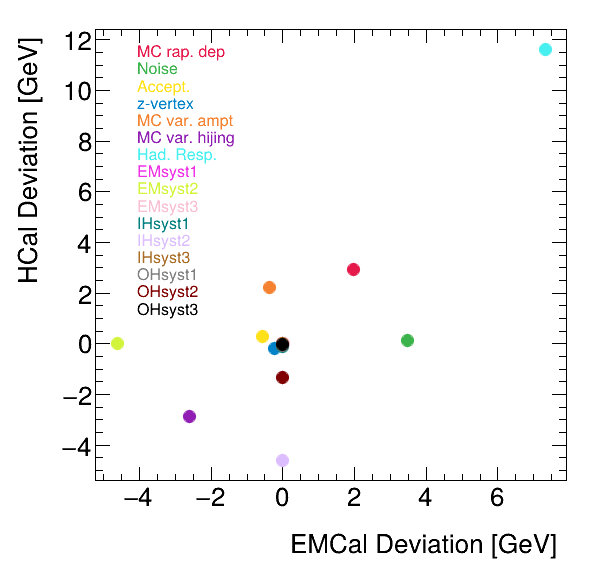 HCal Deviation [GeV]
12
10
8
6
4
2
0
−2
−4
MC rap. dep
Noise
Accept.
z-vertex
MC var. ampt
MC var. hijing
Had. Resp.
EMsyst1
EMsyst2
EMsyst3
IHsyst1
IHsyst2
IHsyst3
OHsyst1
OHsyst2
OHsyst3
−4 −2 0 2 4 6
EMCal Deviation [GeV]